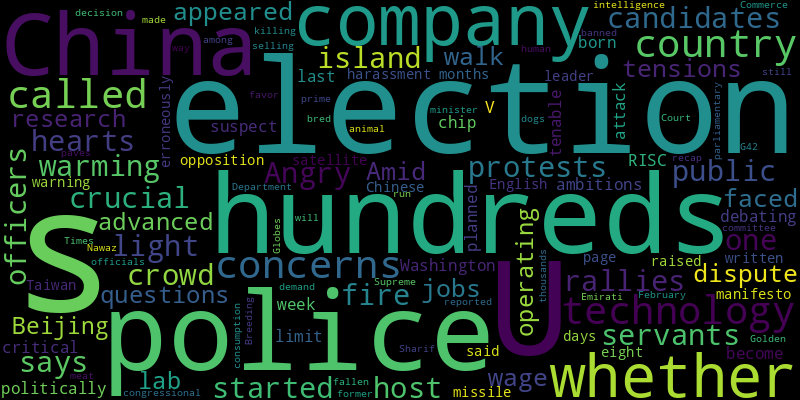 decision made
appeared
company
intelligence Commerce
candidates
China
among killing way selling
island walk born
human banned still
country
called
election
last harassment months leader
tensions
research
erroneously
favor prime minister V
bred animal chip dogs
tenable attack
parliamentary
Court G42
hearts
suspect
paves recap
opposition satellite
protests RISC public
warming
Angry Amid
warning
Department Chinese English ambitions
officers
crucial
hundreds
run will
planned
faced
advanced
debating
committee
S
Times Nawaz
light
Globes
one
officials
crowd
concerns
Washington
operating
thousands
page raised written
Taiwan
questions
fire jobs
U
rallies
dispute
Supreme
demand reported
Emirati February manifesto
week
technology
Beijing
police
consumption Breeding
limit
Golden
critical
Sharif
said days
servants
says
eight become
politically
lab
wage
whether
congressional
started
meat
fallen former
host
missile